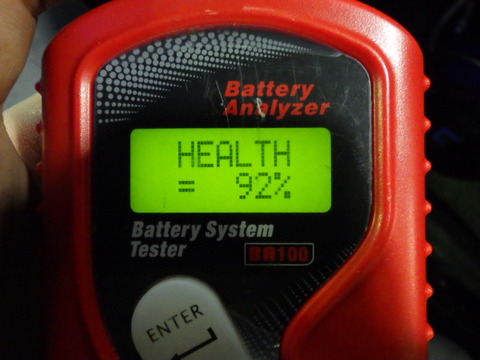 Battery
Analyzer
HEALTH
= 92%
Battery System
Tester
BA100
ENTER